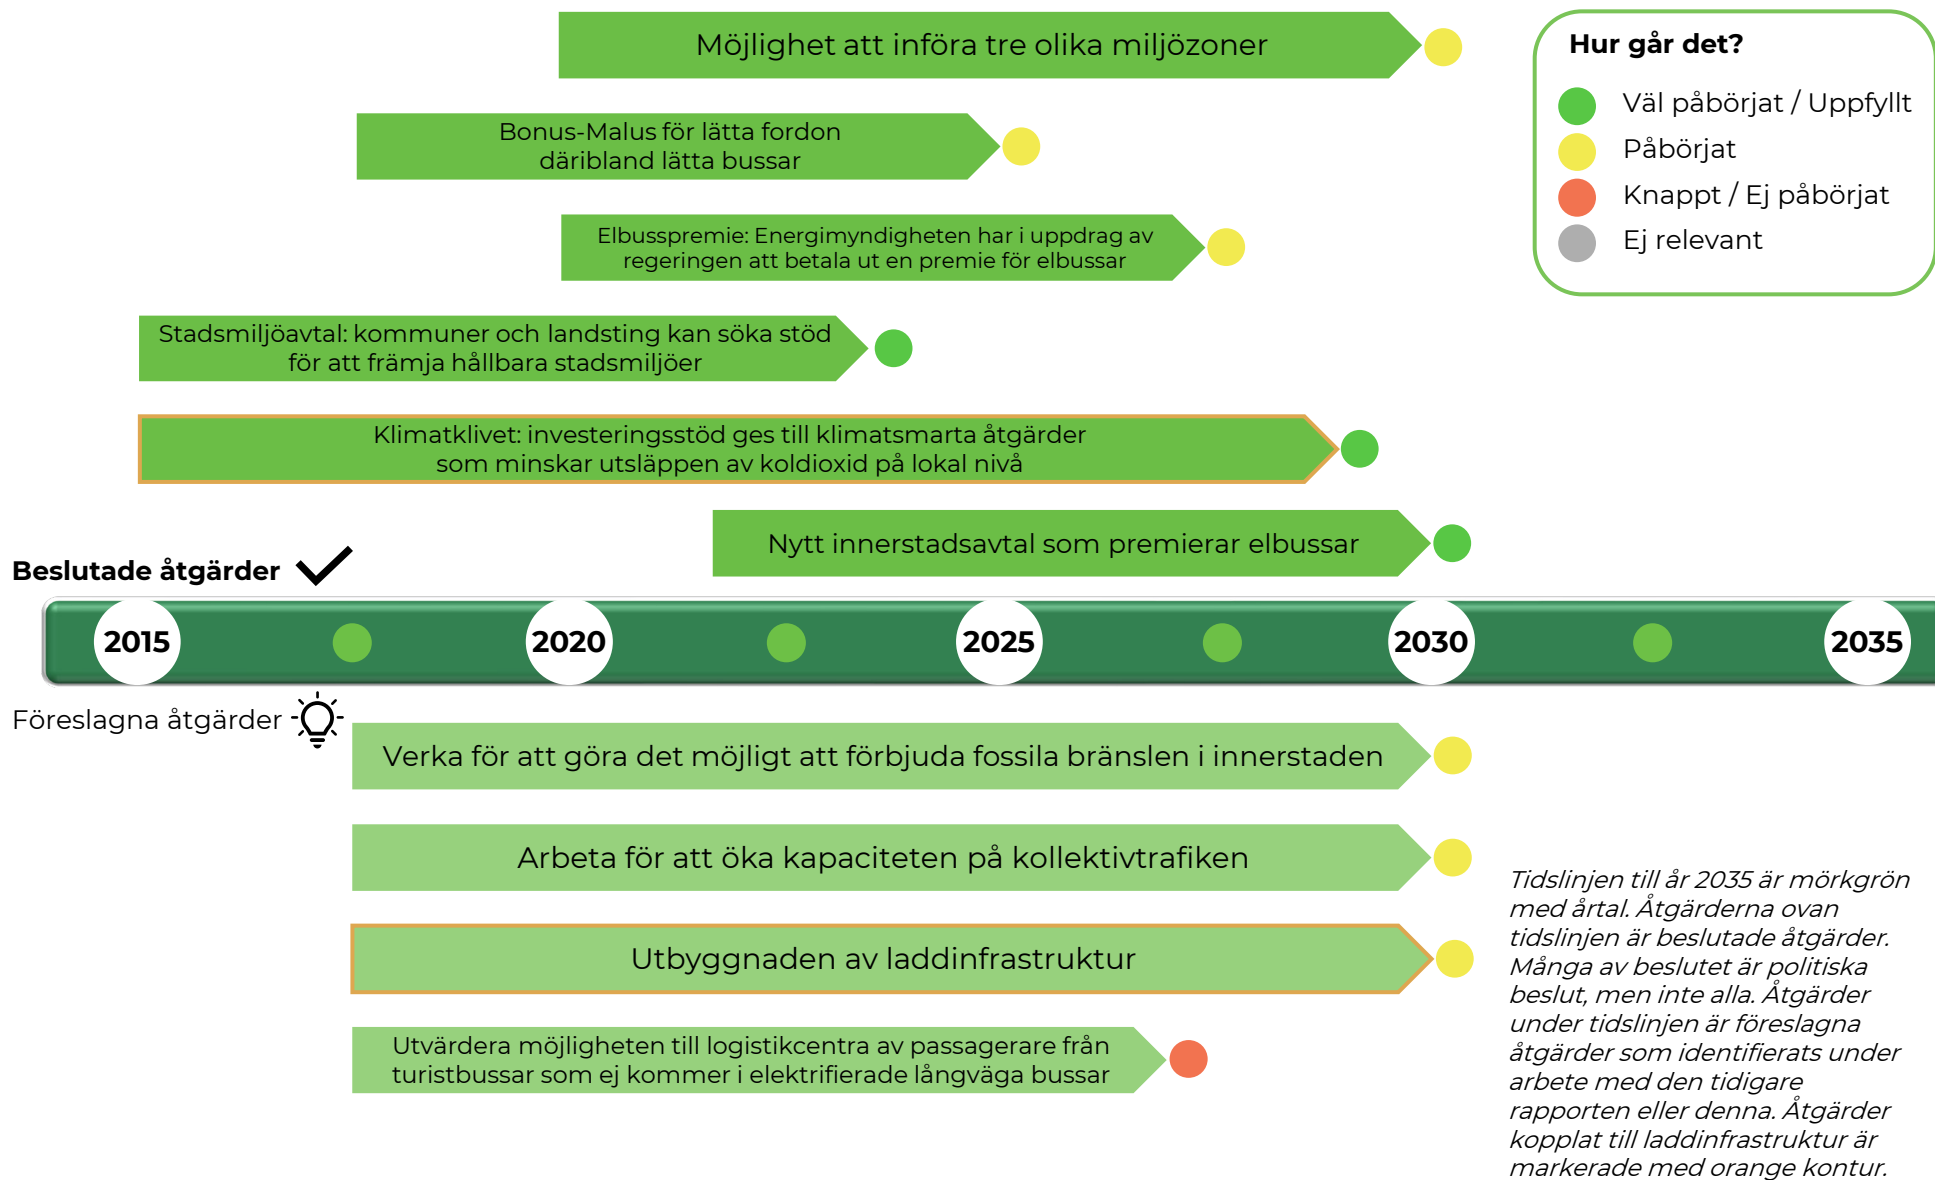 Möjlighet att införa tre olika miljözoner
Hur går det?
Väl påbörjat / Uppfyllt
Påbörjat
Knappt / Ej påbörjat
Ej relevant
Bonus-Malus för lätta fordon
däribland lätta bussar
Elbusspremie: Energimyndigheten har i uppdrag av
regeringen att betala ut en premie för elbussar
Stadsmiljöavtal: kommuner och landsting kan söka stöd
för att främja hållbara stadsmiljöer
Klimatklivet: investeringsstöd ges till klimatsmarta åtgärder
som minskar utsläppen av koldioxid på lokal nivå
Nytt innerstadsavtal som premierar elbussar
Beslutade åtgärder
2015
2020
2025
2030
2035
Föreslagna åtgärder
Verka för att göra det möjligt att förbjuda fossila bränslen i innerstaden
Arbeta för att öka kapaciteten på kollektivtrafiken
Utbyggnaden av laddinfrastruktur
Utvärdera möjligheten till logistikcentra av passagerare från
turistbussar som ej kommer i elektrifierade långväga bussar
Tidslinjen till år 2035 är mörkgrön
med årtal. Åtgärderna ovan
tidslinjen är beslutade åtgärder.
Många av beslutet är politiska
beslut, men inte alla. Åtgärder
under tidslinjen är föreslagna
åtgärder som identifierats under
arbete med den tidigare
rapporten eller denna. Åtgärder
kopplat till laddinfrastruktur är
markerade med orange kontur.